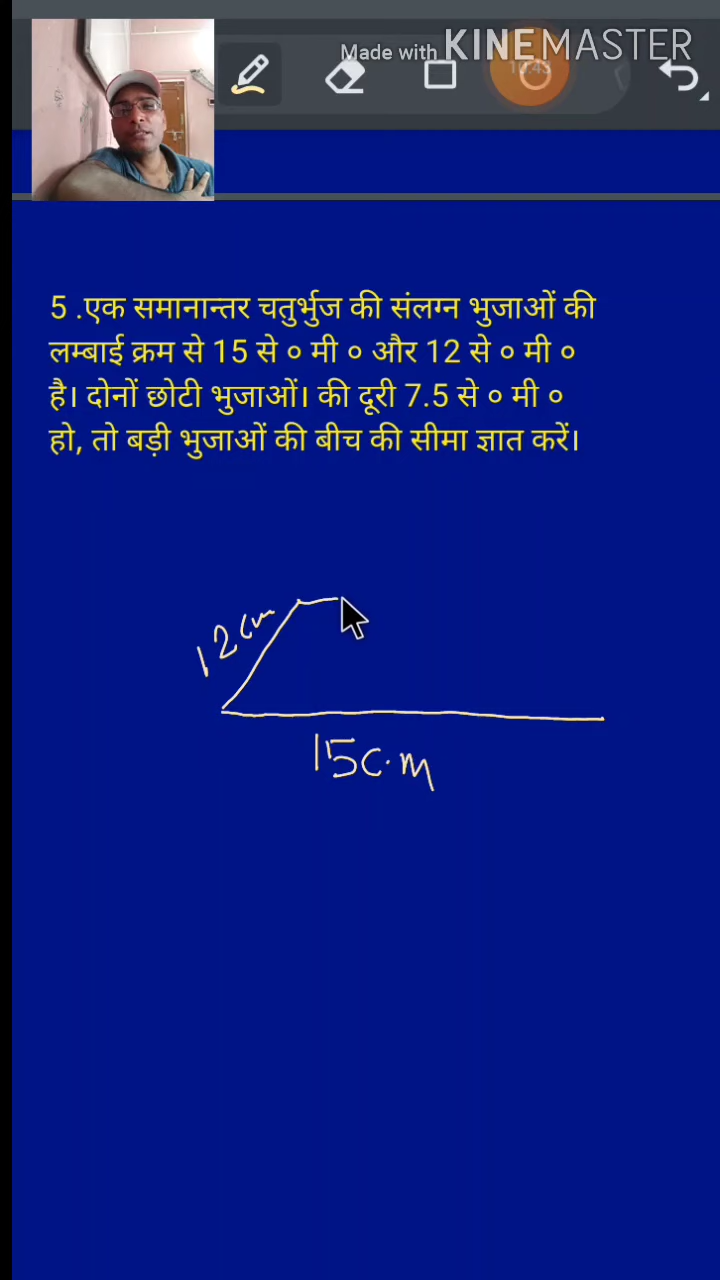 Made with KINEMASTER
5 .एक समानान्तर चतुर्भुज की संलग्न भुजाओं की
लम्बाई क्रम से 15 से ० मी ० और 12 से ० मी ०
है। दोनों छोटी भुजाओं। की दूरी 7.5 से ० मी ०
हो, तो बड़ी भुजाओं की बीच की सीमा ज्ञात करें।
12cm
15c.m